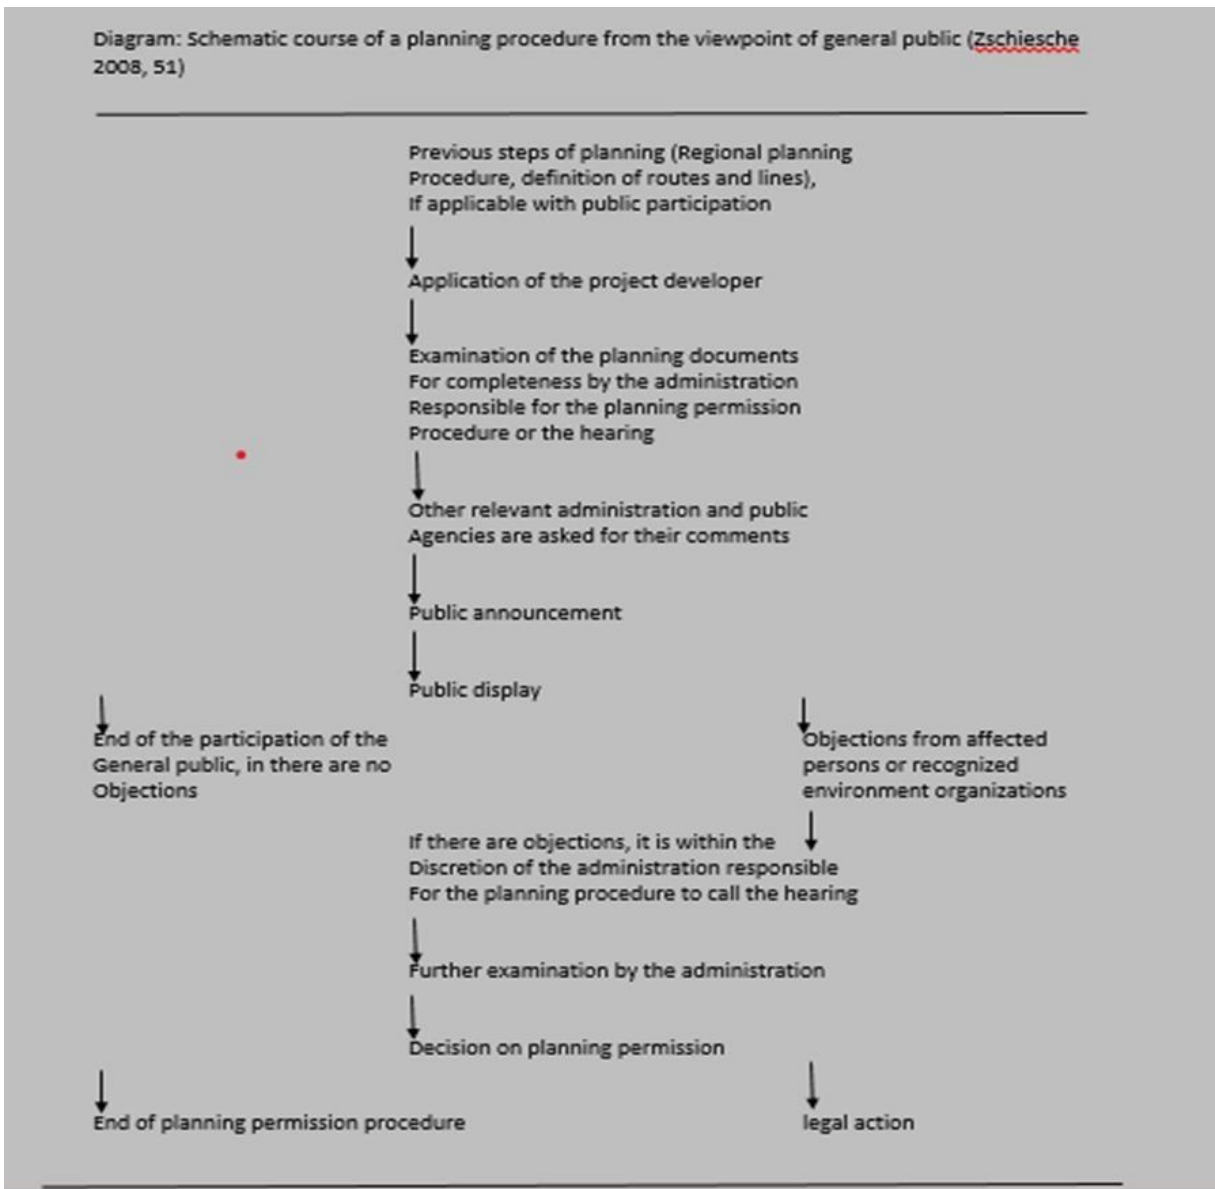 Diagram: Schematic course of a planning procedure from the viewpoint of general public (Zschiesche
2008, 51)
Previous steps of planning (Regional planning
Procedure, definition of routes and lines),
If applicable with public participation
Application of the project developer
Examination of the planning documents
For completeness by the administration
Responsible for the planning permission
Procedure or the hearing
Other relevant administration and public
Agencies are asked for their comments
Public announcement
Public display
End of the participation of the
General public, in there are no
Objections
Objections from affected
persons or recognized
environment organizations
If there are objections, it is within the
Discretion of the administration responsible
For the planning procedure to call the hearing
Further examination by the administration
Decision on planning permission
End of planning permission procedure
legal action